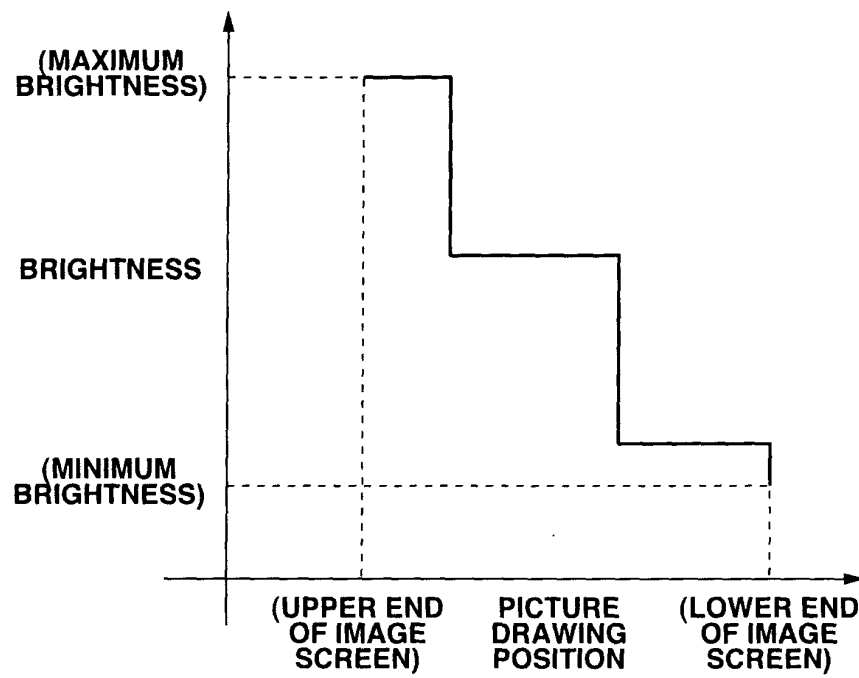 (MAXIMUM
BRIGHTNESS)
BRIGHTNESS
(MINIMUM
BRIGHTNESS)
(UPPER END
OF IMAGE
SCREEN)
PICTURE
DRAWING
POSITION
(LOWER END
OF IMAGE
SCREEN)